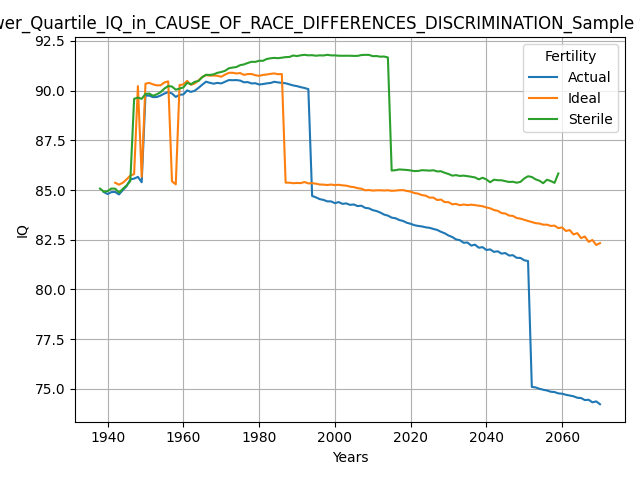 wer_Quartile_IQ_in_CAUSE_OF_RACE_DIFFERENCES_DISCRIMINATION_Sample
92.5
90.0
87.5
85.0
82.5
80.0
77.5
75.0
IQ
Fertility
Actual
Ideal
Sterile
1940 1960 1980 2000 2020 2040 2060
Years